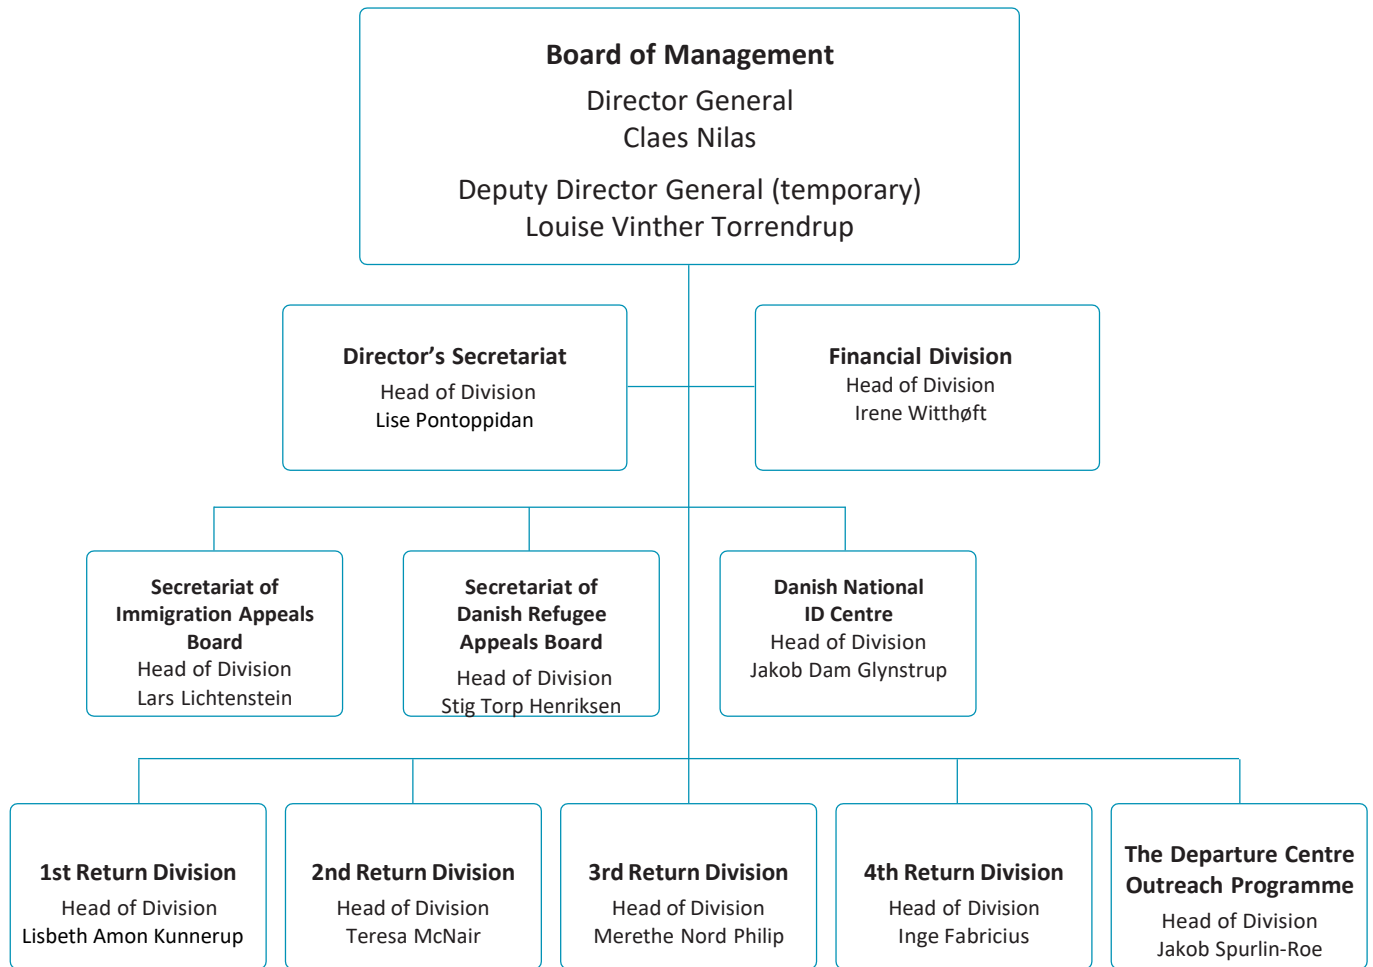 Board of Management
Director General
Claes Nilas
Deputy Director General (temporary)
Louise Vinther Torrendrup
Director’s Secretariat
Head of Division
Lise Pontoppidan
Financial Division
Head of Division
Irene Witthøft
Secretariat of
Immigration Appeals
Board
Head of Division
Lars Lichtenstein
Secretariat of
Danish Refugee
Appeals Board
Head of Division
Stig Torp Henriksen
Danish National
ID Centre
Head of Division
Jakob Dam Glynstrup
1st Return Division
Head of Division
Lisbeth Amon Kunnerup
2nd Return Division
Head of Division
Teresa McNair
3rd Return Division
Head of Division
Merethe Nord Philip
4th Return Division
Head of Division
Inge Fabricius
The Departure Centre
Outreach Programme
Head of Division
Jakob Spurlin-Roe